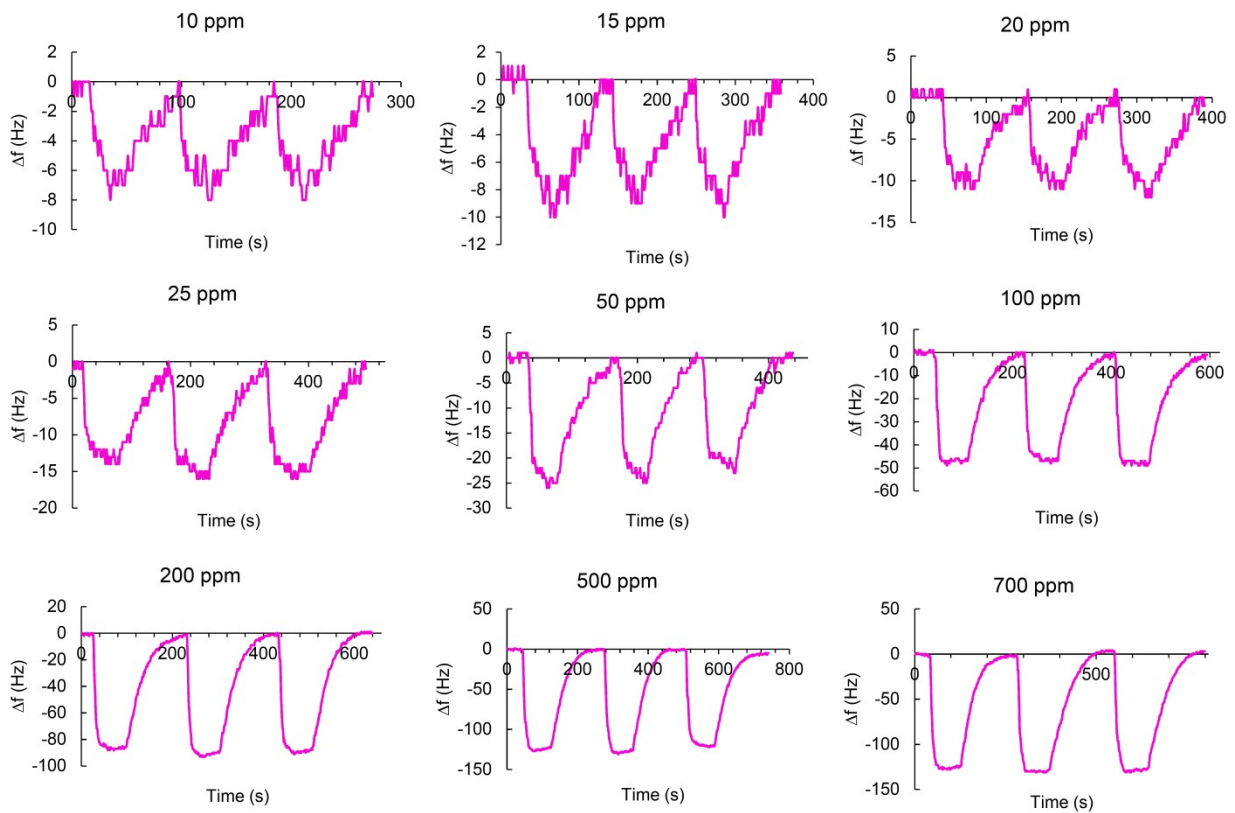 10 ppm
2
0
-2
-4
-6
-8
-10
0 100 200 300
Δf (Hz)
Time (s)
15 ppm
2
0
-2
-4
-6
-8
-10
-12
0 100 200 300 400
Δf (Hz)
Time (s)
20 ppm
5
0
-5
-10
-15
0 100 200 300 400
Δf (Hz)
Time (s)
25 ppm
5
0
-5
-10
-15
-20
0 200 400
Δf (Hz)
Time (s)
50 ppm
5
0
-5
-10
-15
-20
-25
-30
0 200 400
Δf (Hz)
Time (s)
100 ppm
10
0
-10
-20
-30
-40
-50
-60
0 200 400 600
Δf (Hz)
Time (s)
200 ppm
20
0
-20
-40
-60
-80
-100
0 200 400 600
Δf (Hz)
Time (s)
500 ppm
50
0
-50
-100
-150
0 200 400 600 800
Δf (Hz)
Time (s)
700 ppm
50
0
-50
-100
-150
0 500
Δf (Hz)
Time (s)